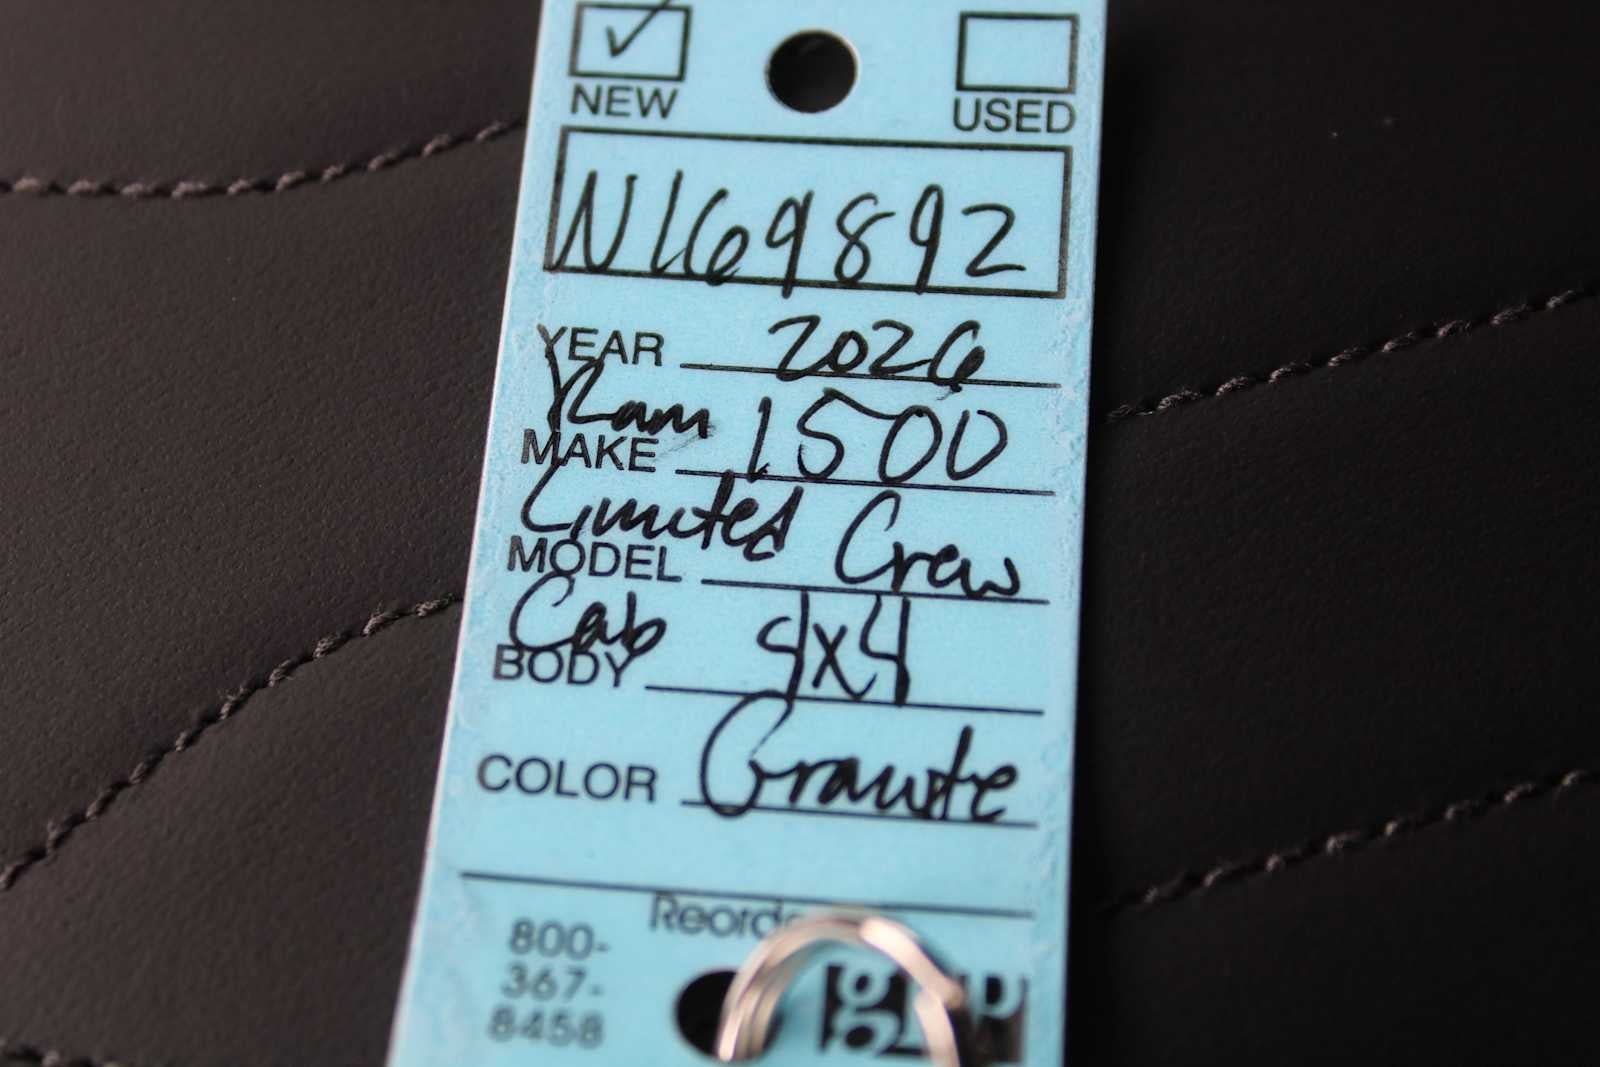 NEW USED
N169892
YEAR 2026
Ram 1500
MAKE
Limited Crew
MODEL
Cab 4x4
BODY
COLOR Granite
800-
367-
8458